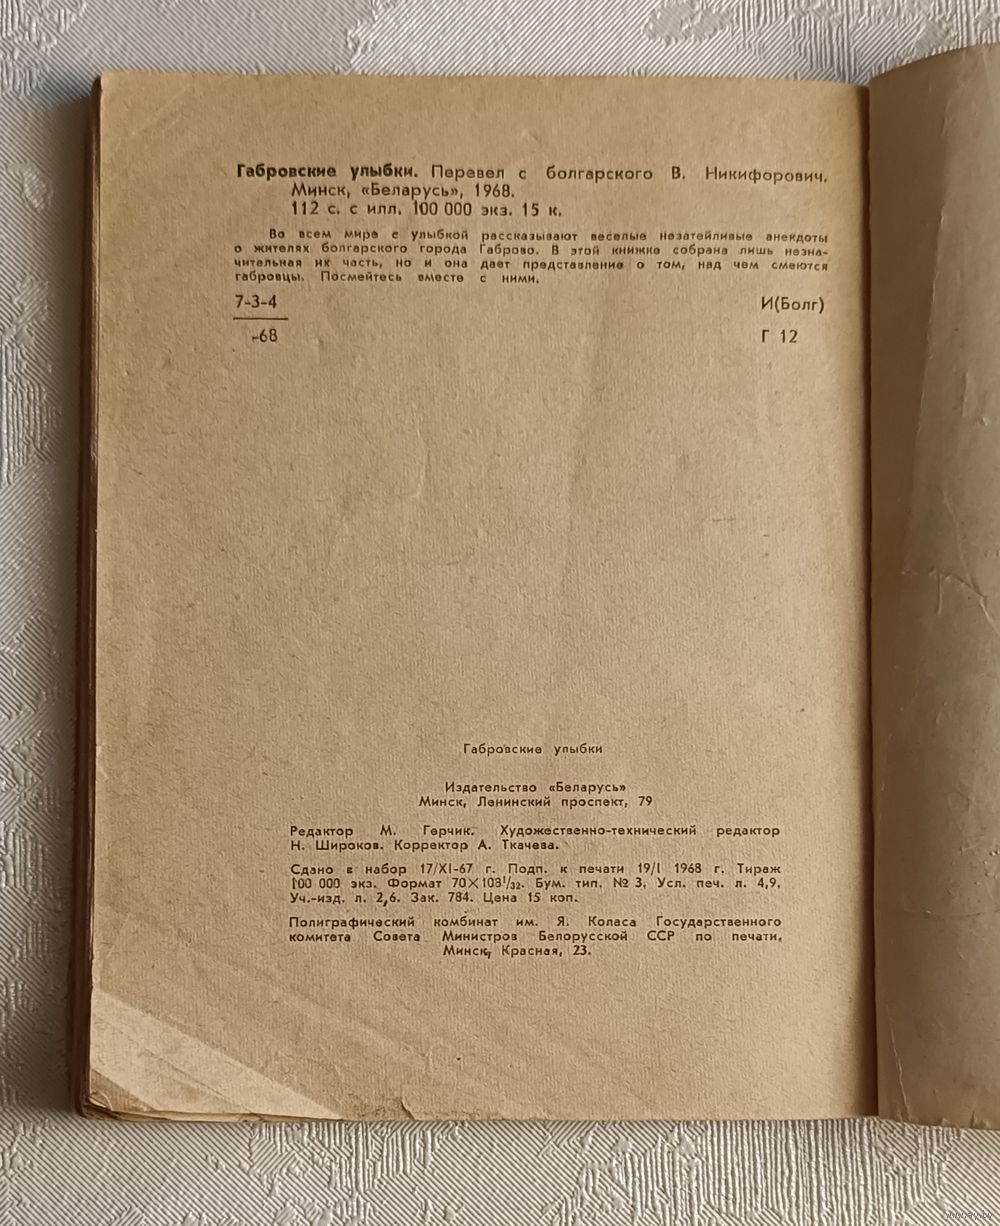 Габровские улыбки. Перевел с болгарского В. Никифорович.
Минск, «Беларусь», 1968.
112 с. с илл. 100 000 экз. 15 к.
Во всем мире с улыбкой рассказывают веселые незатейливые анекдоты
о жителях болгарского города Габрово. В этой книжке собрана лишь незна-
чительная их часть, но и она дает представление о том, над чем смеются
габровцы. Посмейтесь вместе с ними.
7-3-4
И(Болг)
-68
Г 12
Габровские улыбки
Издательство «Беларусь»
Минск, Ленинский проспект, 79
Редактор М. Герчик. Художественно-технический редактор
Н. Широков. Корректор А. Ткачева.
Сдано в набор 17/XI-67 г. Подп. к печати 19/I 1968 г. Тираж
100 000 экз. Формат 70×103¹/₃₂. Бум. тип. № 3. Усл. печ. л. 4,9.
Уч.-изд. л. 2,6. Зак. 784. Цена 15 коп.
Полиграфический комбинат им. Я. Коласа Государственного
комитета Совета Министров Белорусской ССР по печати.
Минск, Красная, 23.